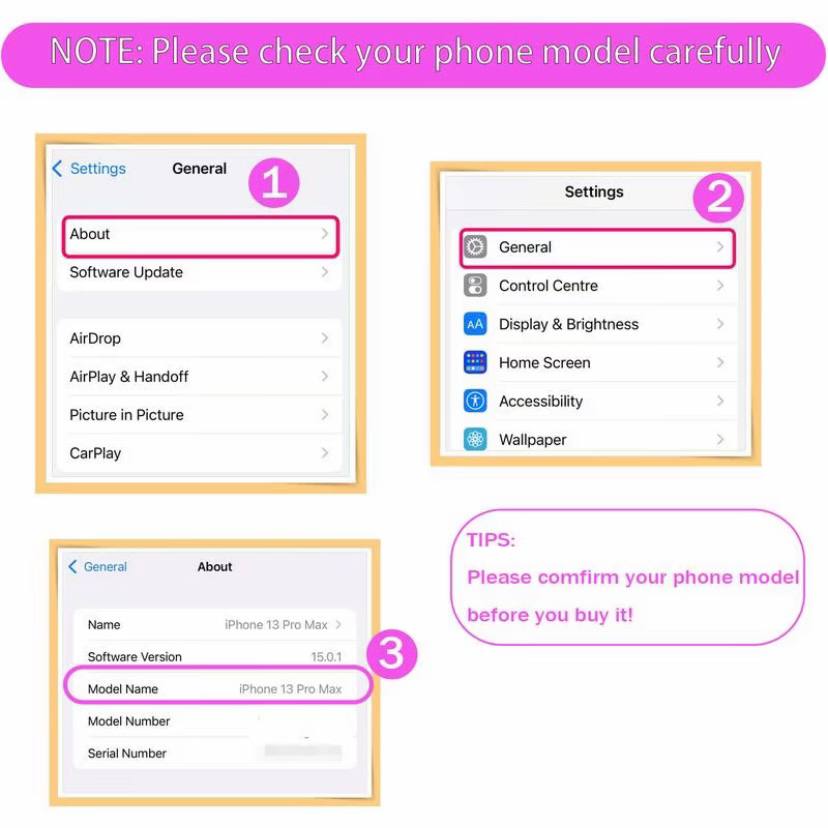 NOTE: Please check your phone model carefully
Settings General 1
About
Software Update
AirDrop
AirPlay & Handoff
Picture in Picture
CarPlay
Settings 2
General
Control Centre
AA Display & Brightness
Home Screen
Accessibility
Wallpaper
General About
Name iPhone 13 Pro Max
Software Version 15.0.1
3
Model Name iPhone 13 Pro Max
Model Number
Serial Number
TIPS:
Please comfirm your phone model
before you buy it!